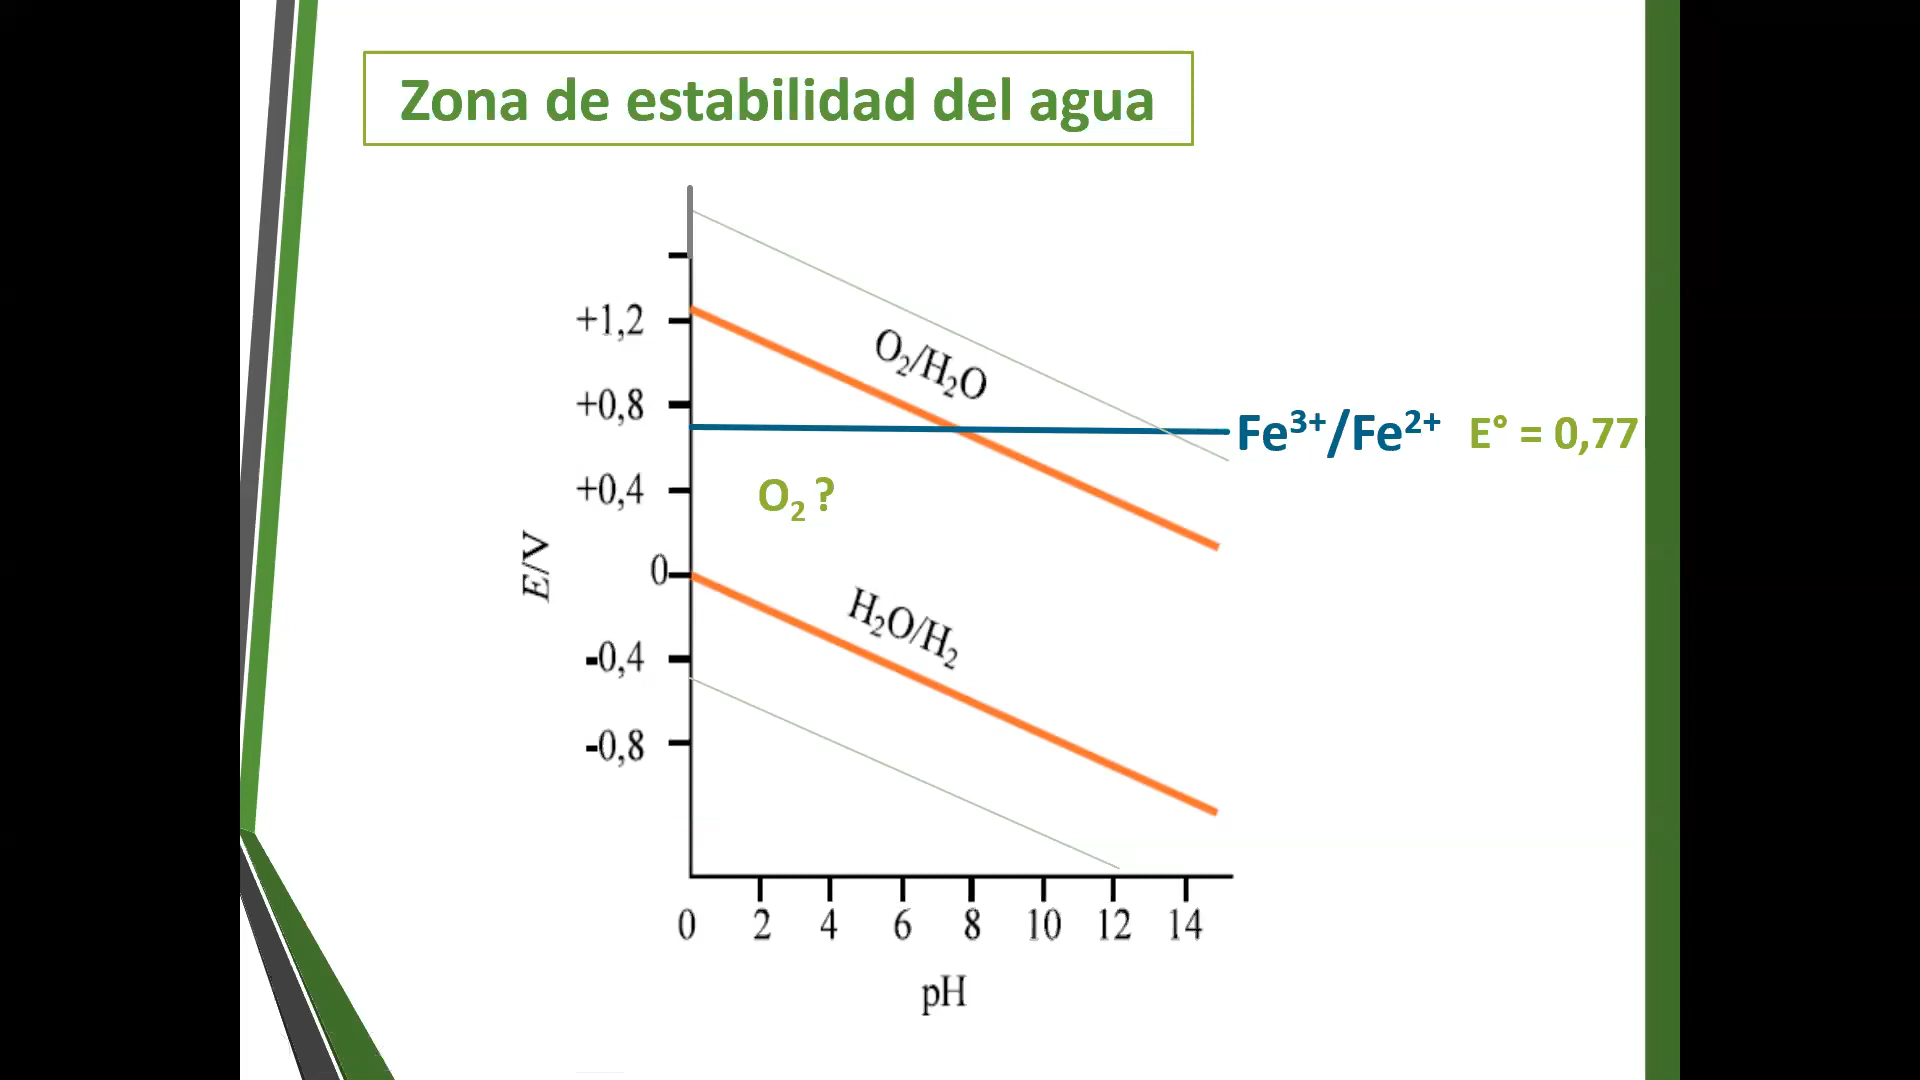 Zona de estabilidad del agua
+1,2
+0,8
+0,4
0
-0,4
-0,8
E/V
O₂/H₂O
Fe³⁺/Fe²⁺ E° = 0,77
O₂ ?
H₂O/H₂
0 2 4 6 8 10 12 14
pH